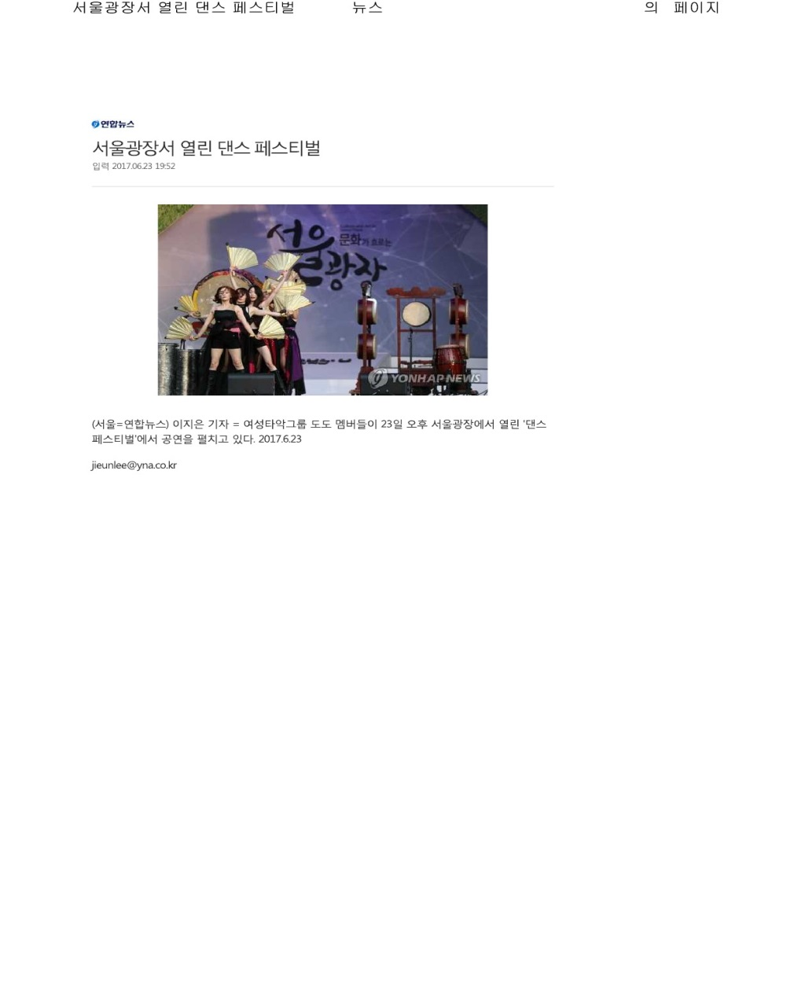 서울광장서 열린 댄스 페스티벌 뉴스 의 페이지
연합뉴스
서울광장서 열린 댄스 페스티벌
입력 2017.06.23 19:52
문화가 흐르는
서울광자
YONHAP NEWS
(서울=연합뉴스) 이지은 기자 = 여성타악그룹 도도 멤버들이 23일 오후 서울광장에서 열린 '댄스
페스티벌'에서 공연을 펼치고 있다. 2017.6.23
jieunlee@yna.co.kr